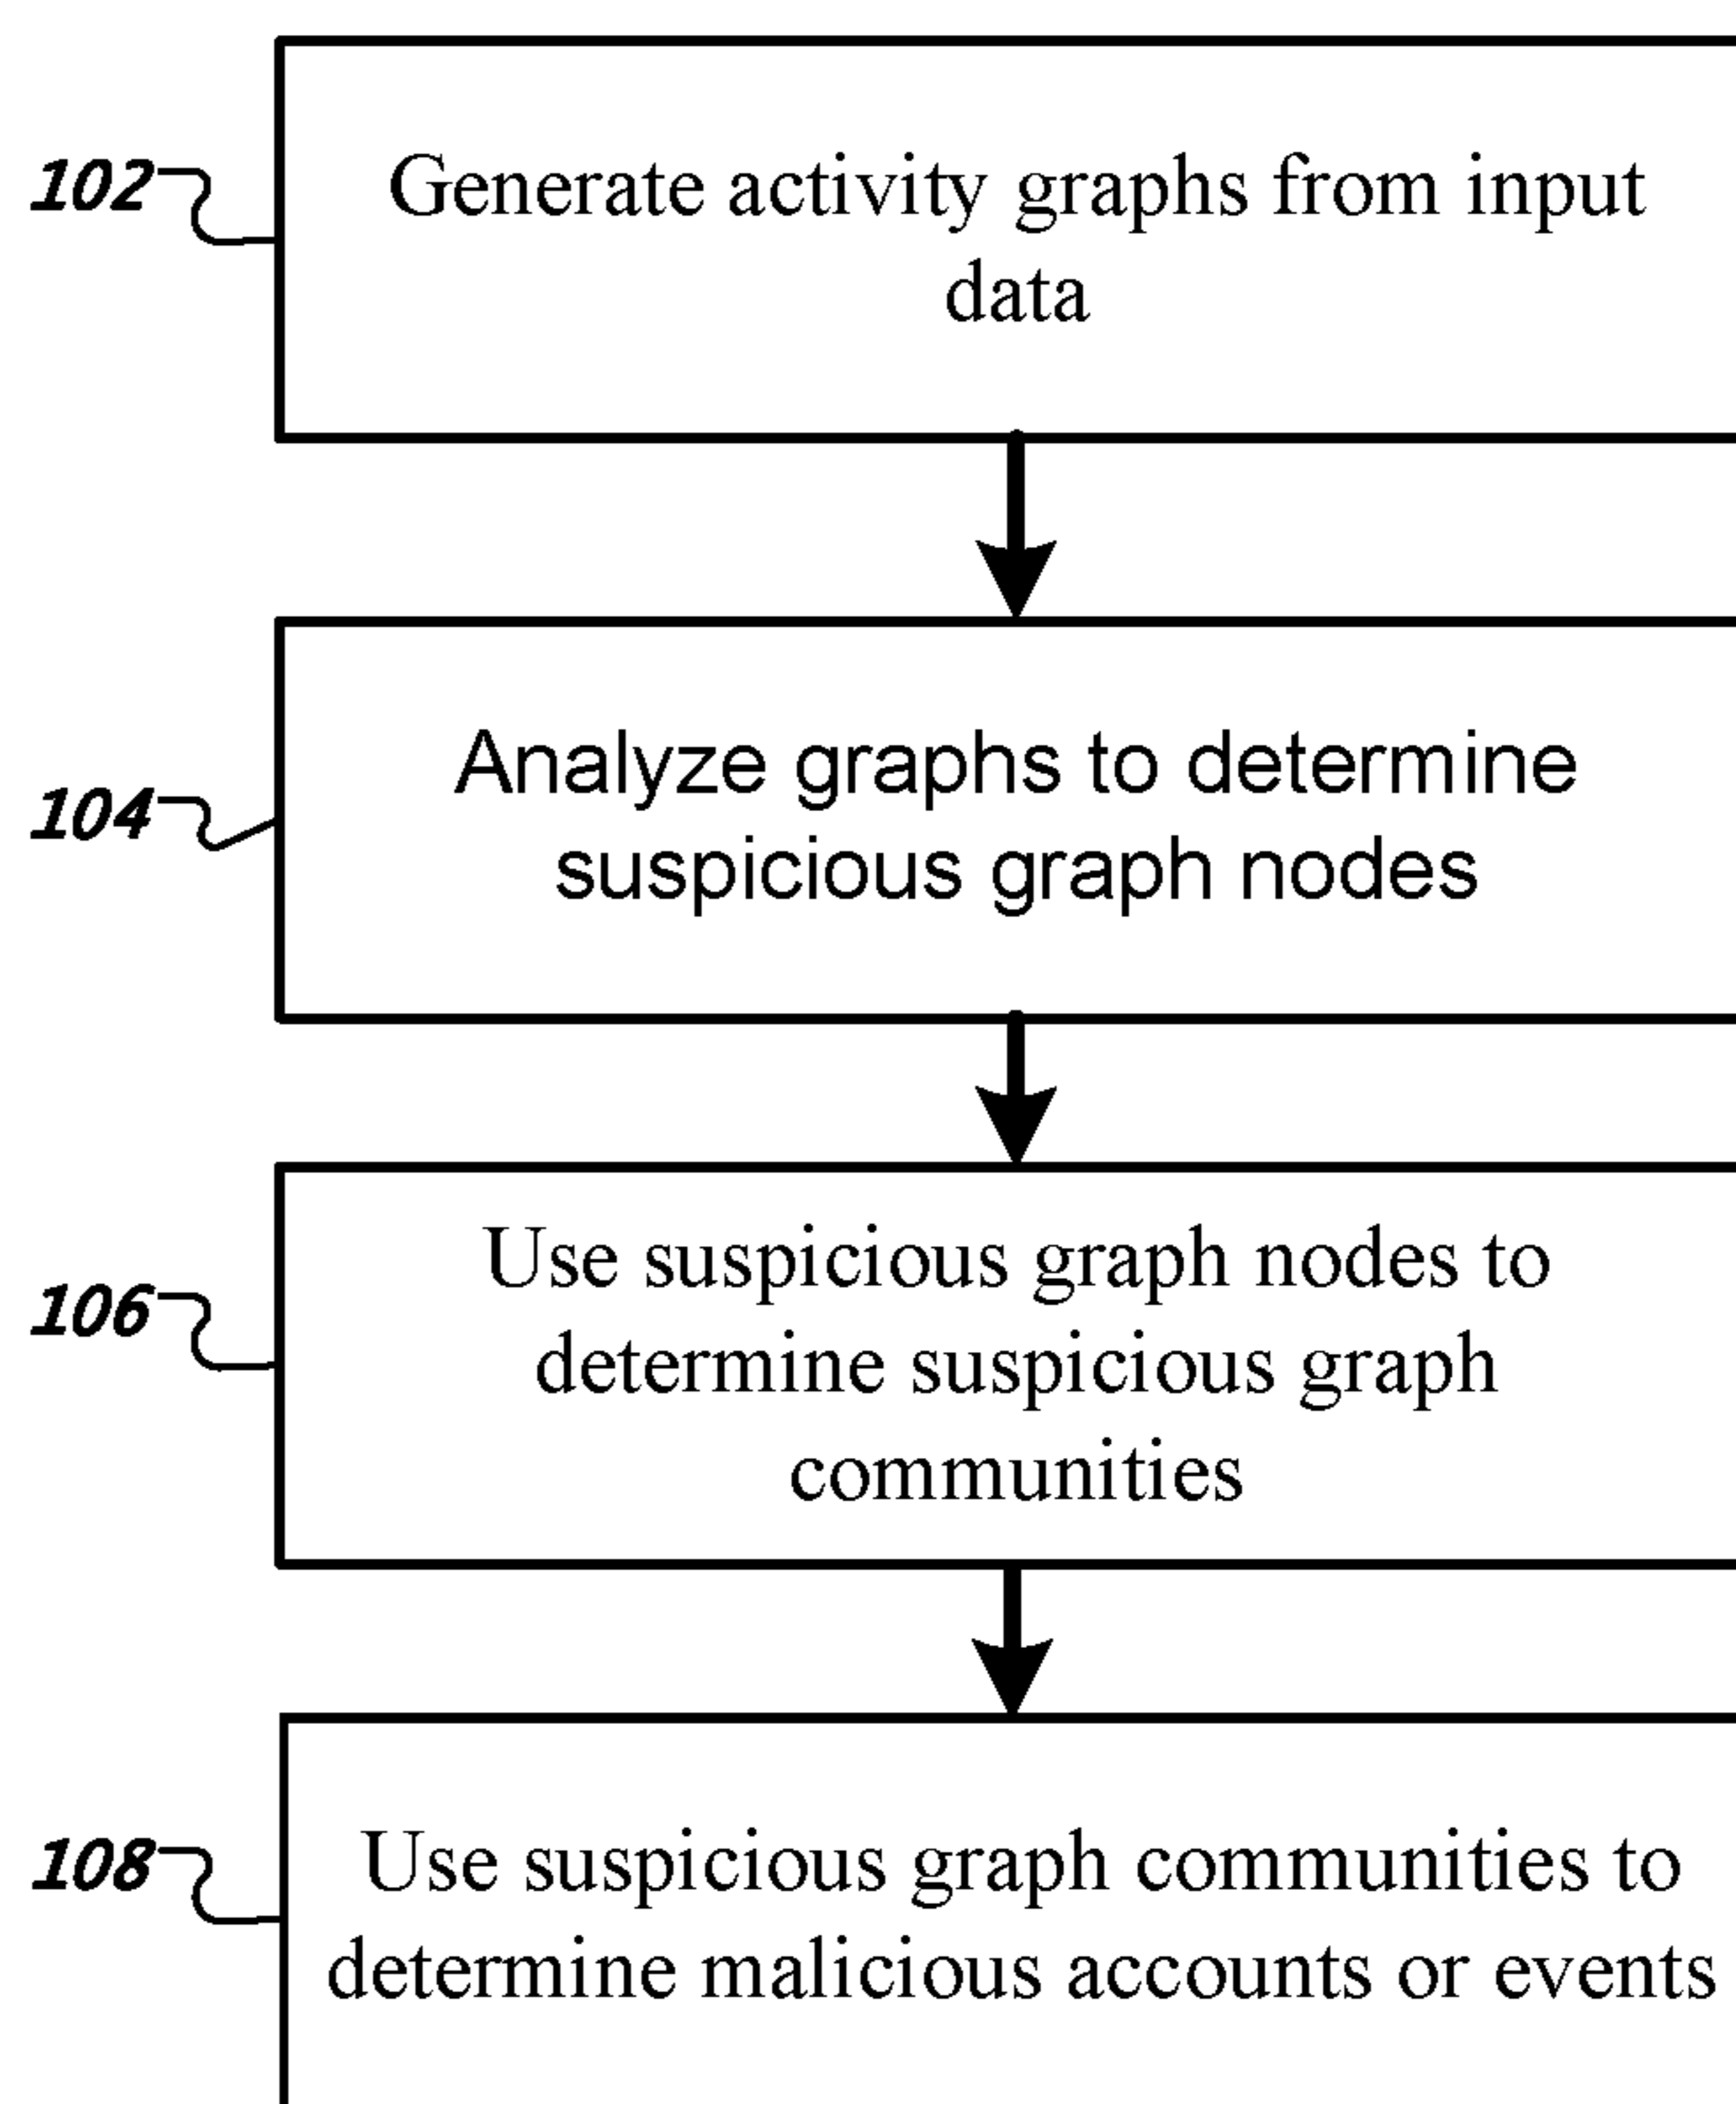 102
Generate activity graphs from input
data
104
Analyze graphs to determine
suspicious graph nodes
106
Use suspicious graph nodes to
determine suspicious graph
communities
108
Use suspicious graph communities to
determine malicious accounts or events